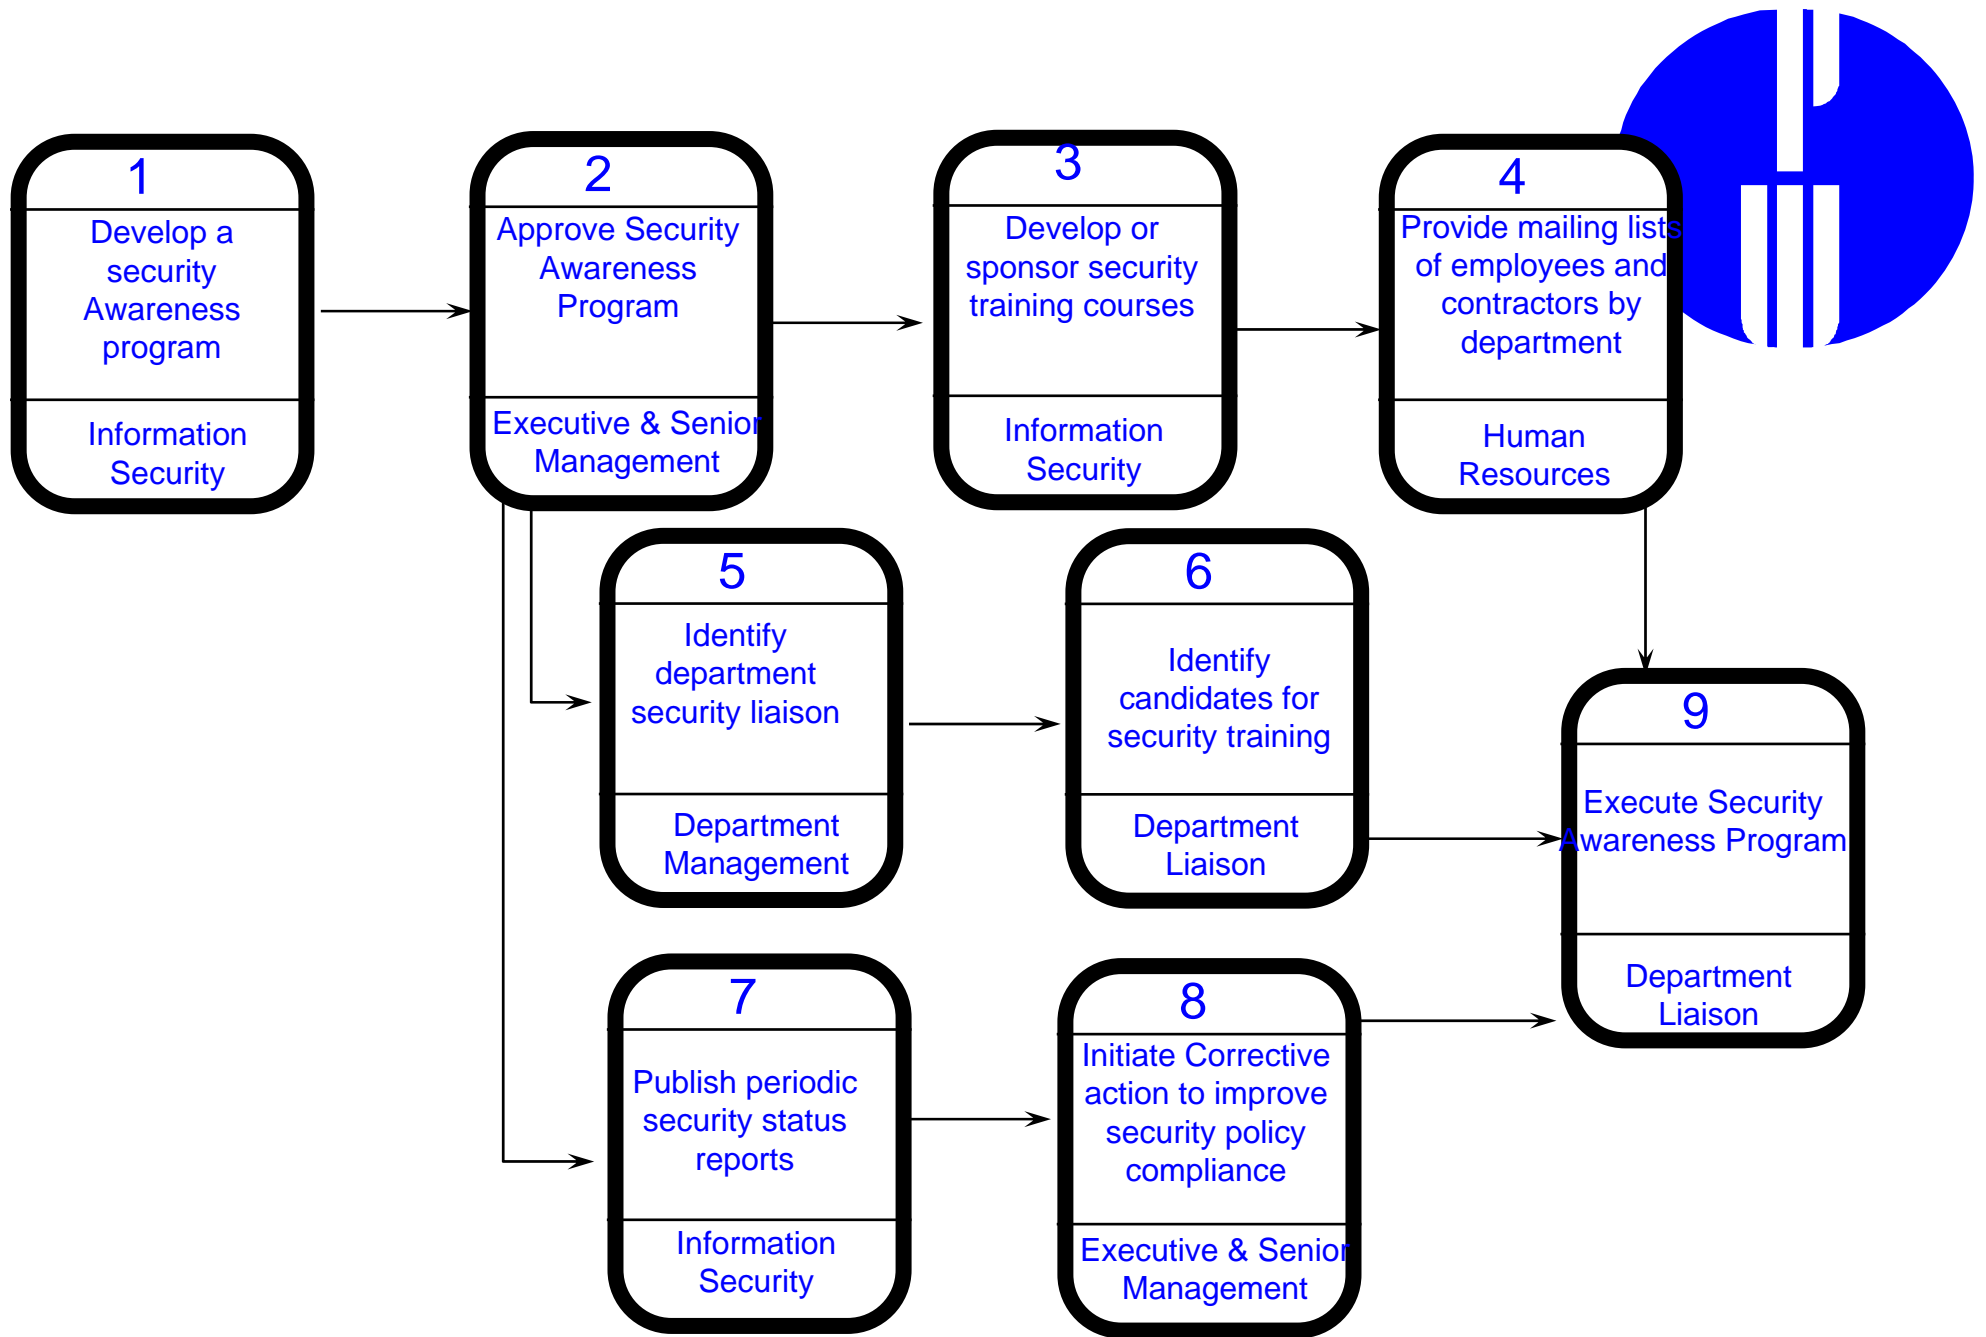 1
Develop a
security
Awareness
program
Information
Security
2
Approve Security
Awareness
Program
Executive & Senior
Management
3
Develop or
sponsor security
training courses
Information
Security
4
Provide mailing lists
of employees and
contractors by
department
Human
Resources
5
Identify
department
security liaison
Department
Management
6
Identify
candidates for
security training
Department
Liaison
7
Publish periodic
security status
reports
Information
Security
8
Initiate Corrective
action to improve
security policy
compliance
Executive & Senior
Management
9
Execute Security
Awareness Program
Department
Liaison